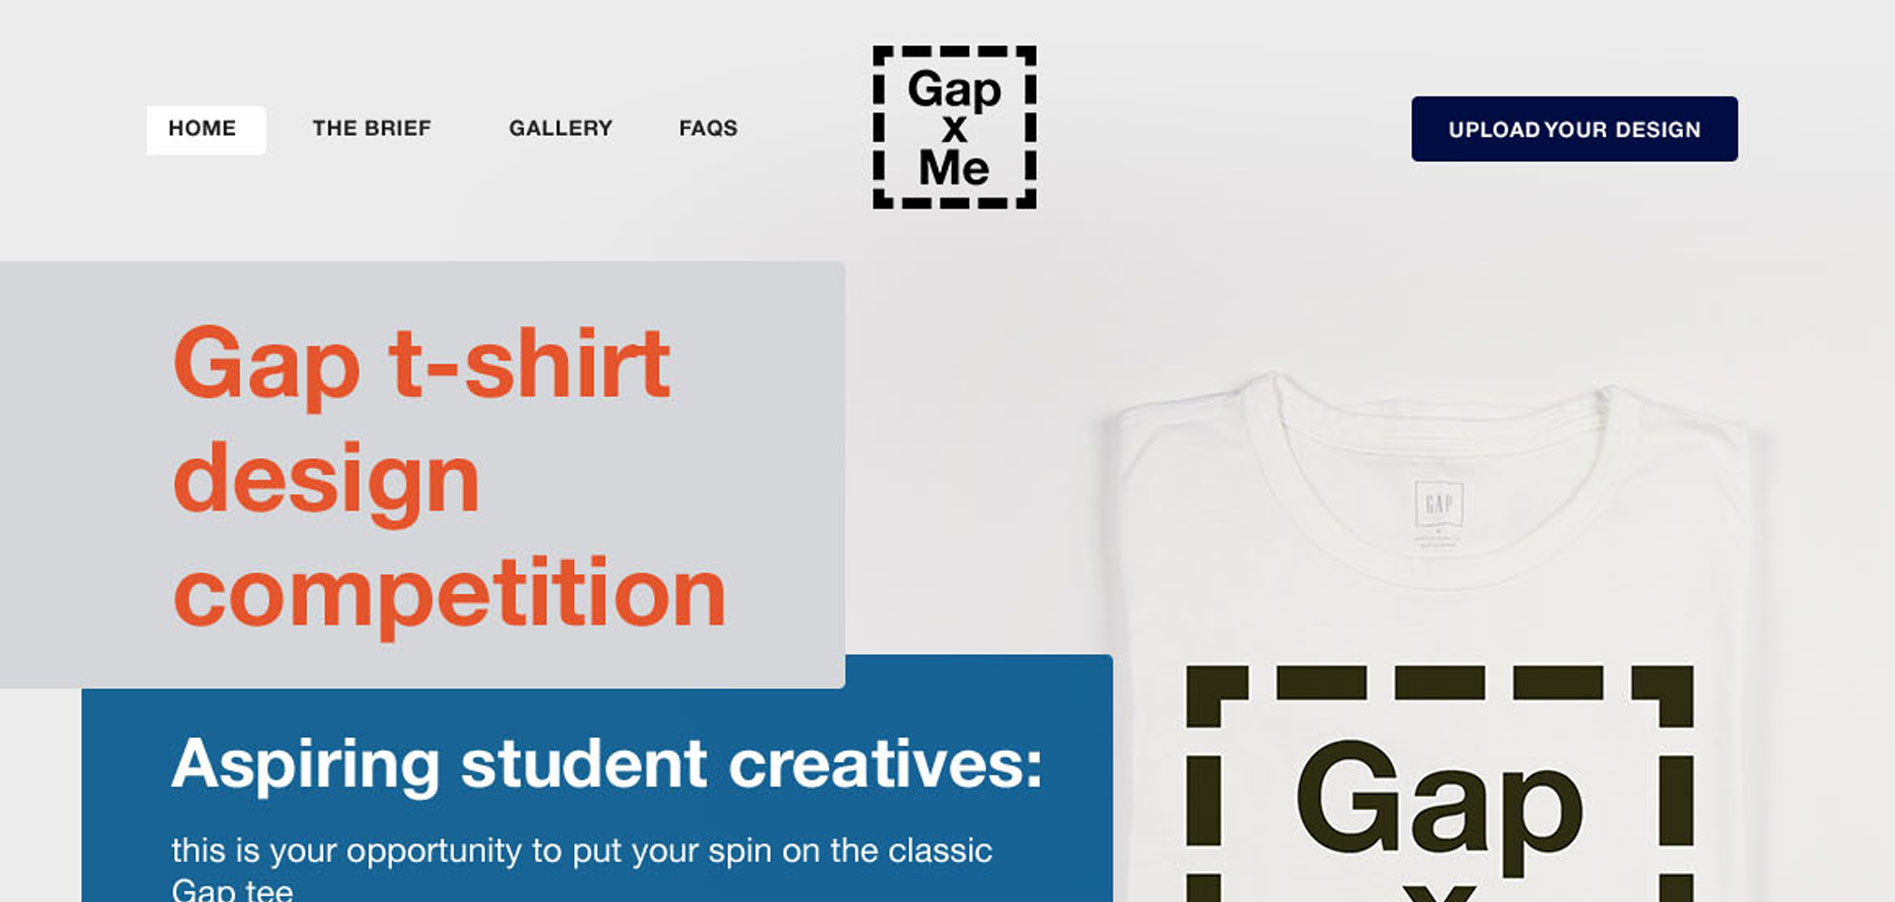 HOME
THE BRIEF
GALLERY
FAQS
Gap
x
Me
UPLOAD YOUR DESIGN
Gap t-shirt
design
competition
GAP
Aspiring student creatives:
this is your opportunity to put your spin on the classic
Gap tee
Gap
x